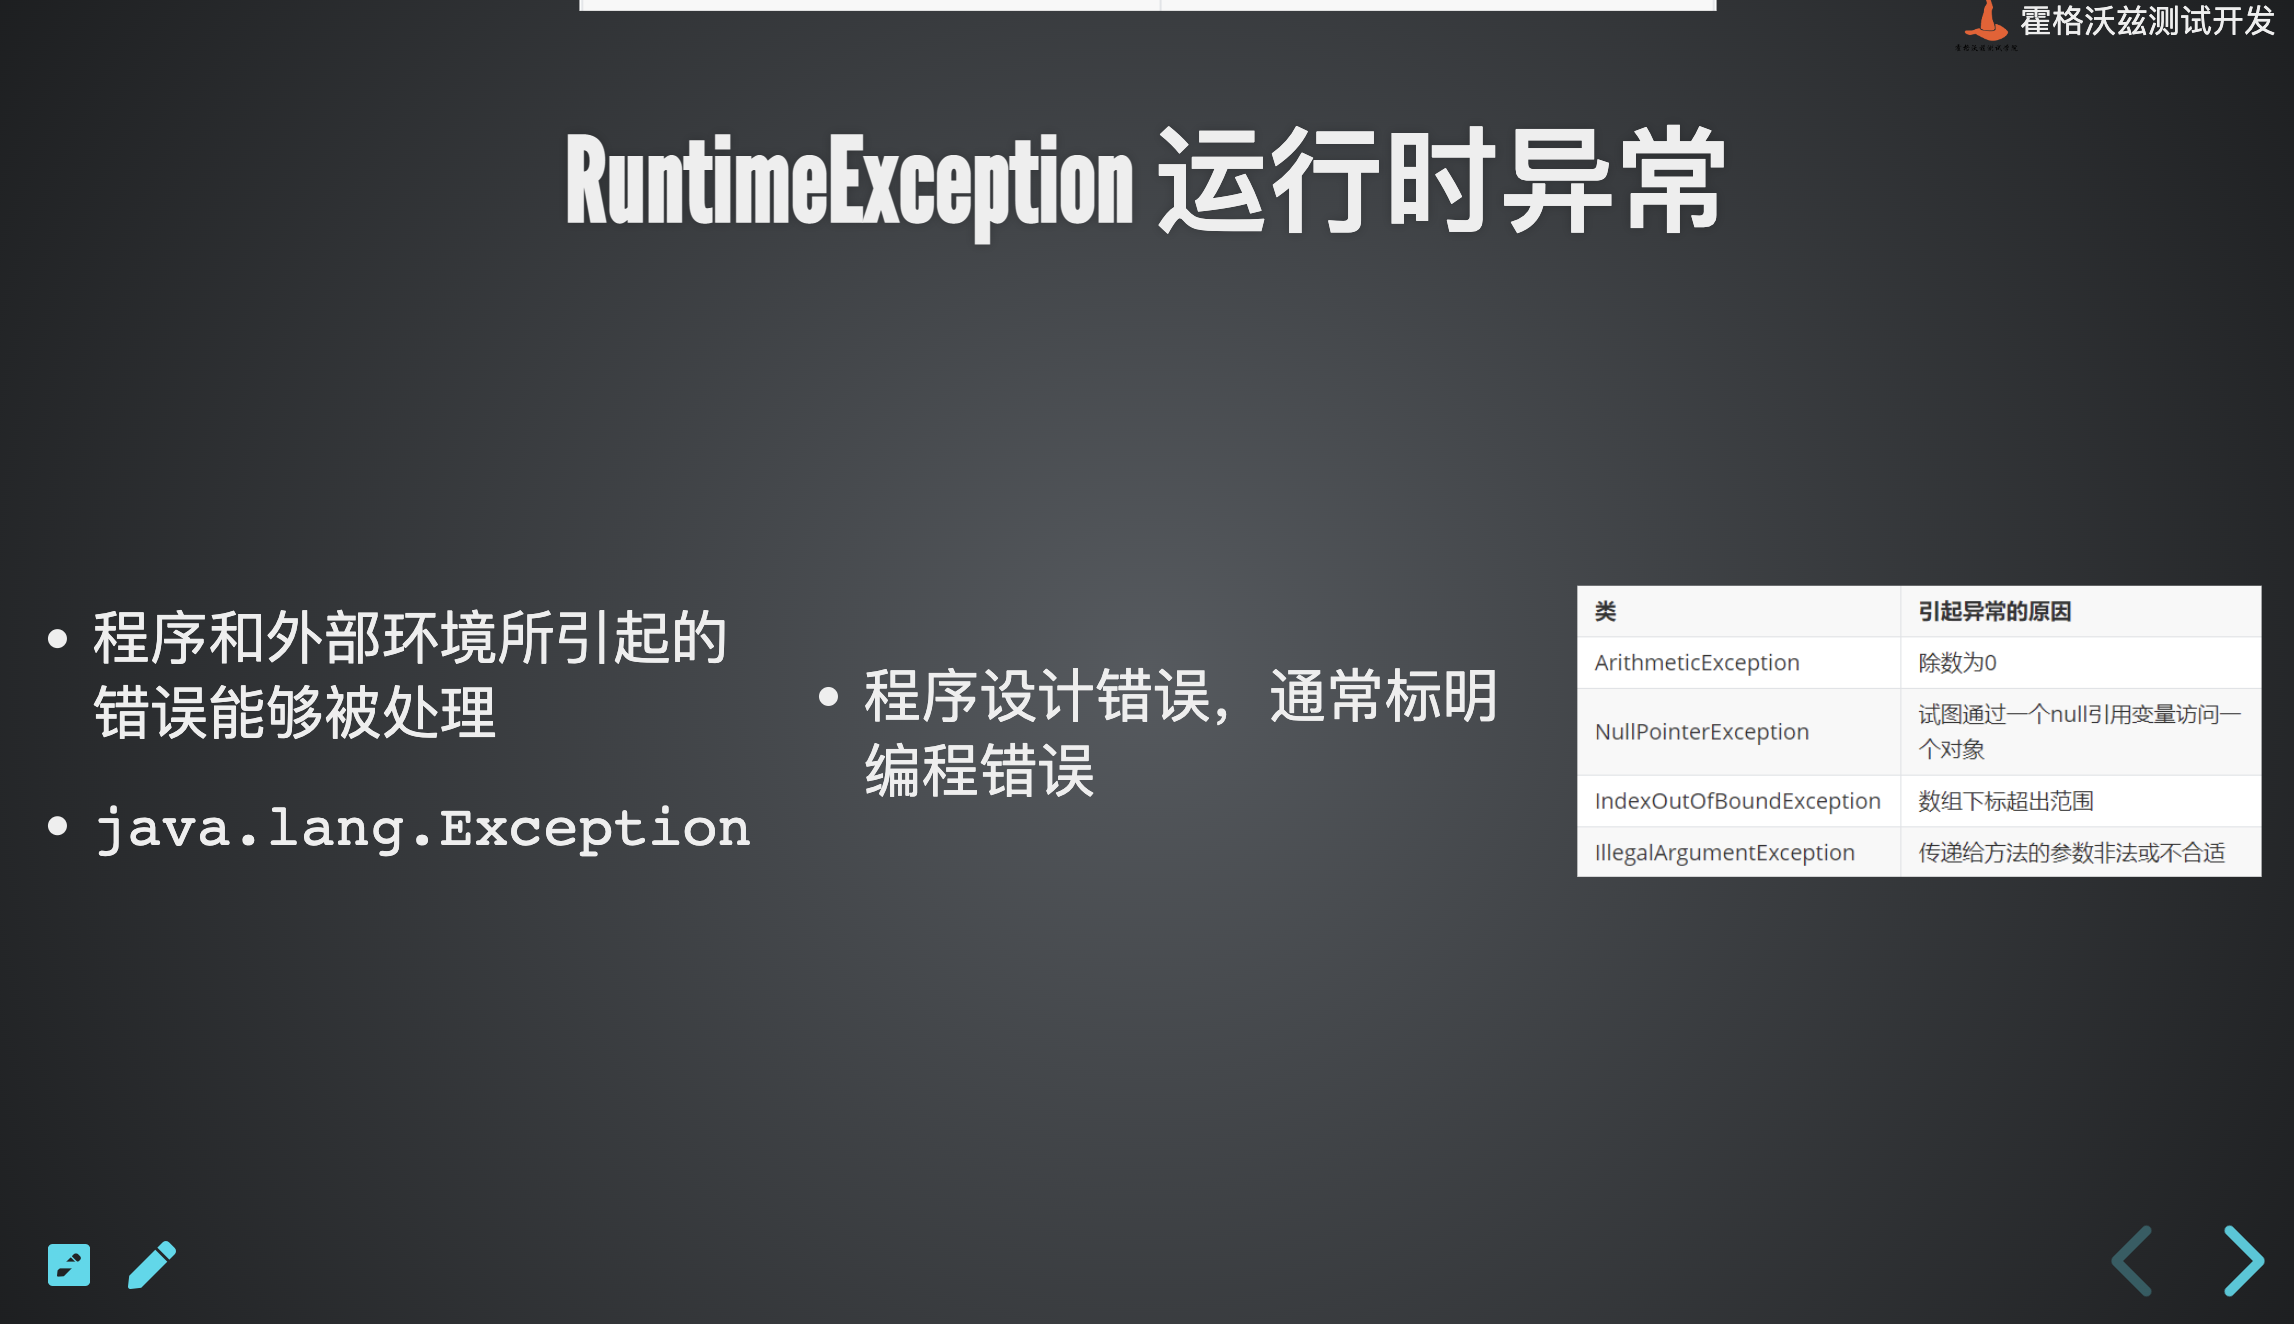 霍格沃兹测试开发
RuntimeException 运行时异常
程序和外部环境所引起的
错误能够被处理
java.lang.Exception
程序设计错误，通常标明
编程错误
类 引起异常的原因
ArithmeticException 除数为0
NullPointerException 试图通过一个null引用变量访问一
个对象
IndexOutOfBoundException 数组下标超出范围
IllegalArgumentException 传递给方法的参数非法或不合适